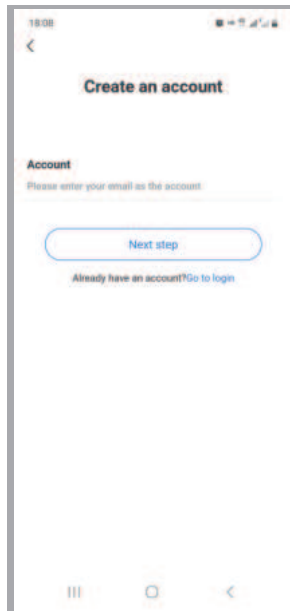 18:08
Create an account
Account
Please enter your email as the account
Next step
Already have an account?Go to login